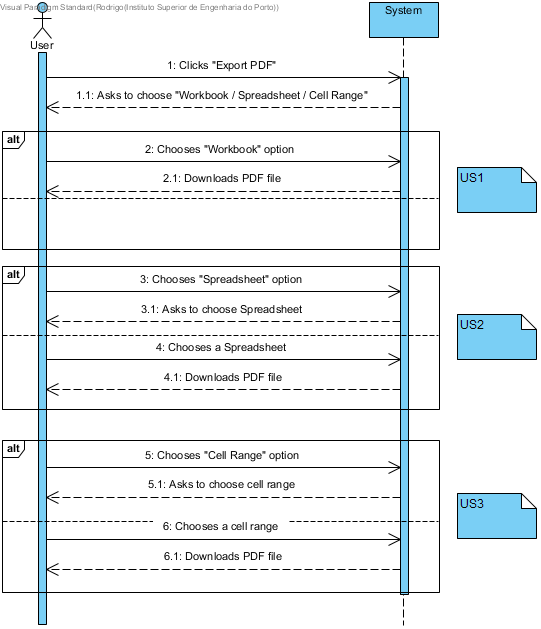 Visual Paradigm Standard(Rodrigo(Instituto Superior de Engenharia do Porto))
System
User
1: Clicks "Export PDF"
1.1: Asks to choose "Workbook / Spreadsheet / Cell Range"
alt
2: Chooses "Workbook" option
2.1: Downloads PDF file
US1
alt
3: Chooses "Spreadsheet" option
3.1: Asks to choose Spreadsheet
US2
4: Chooses a Spreadsheet
4.1: Downloads PDF file
alt
5: Chooses "Cell Range" option
5.1: Asks to choose cell range
US3
6: Chooses a cell range
6.1: Downloads PDF file